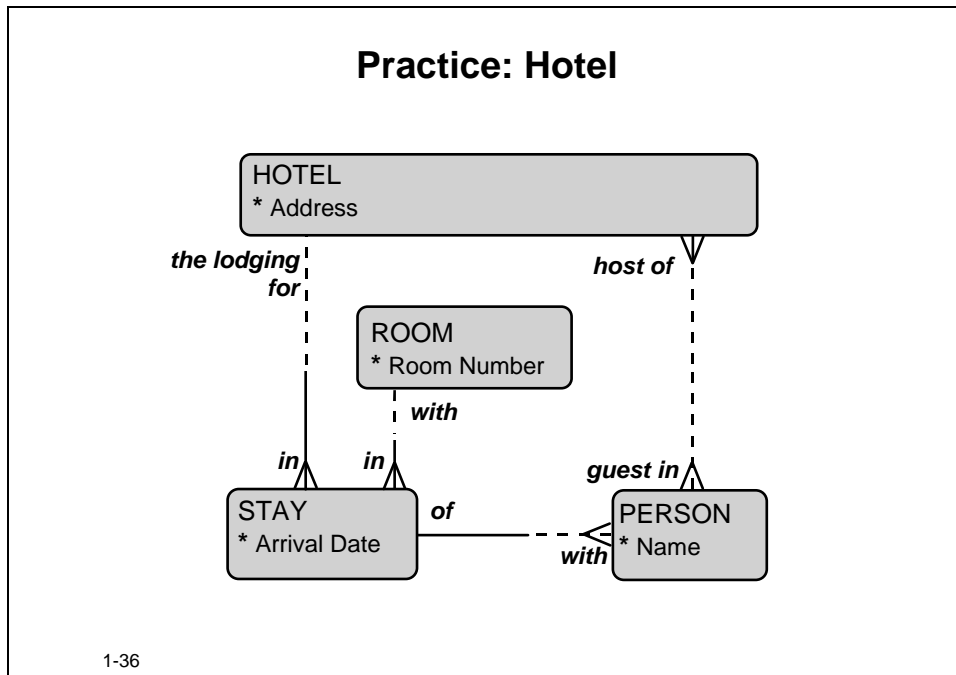 Practice: Hotel
HOTEL
* Address
the lodging
for
host of
ROOM
* Room Number
with
in
in
guest in
STAY
* Arrival Date
of
with
PERSON
* Name
1-36